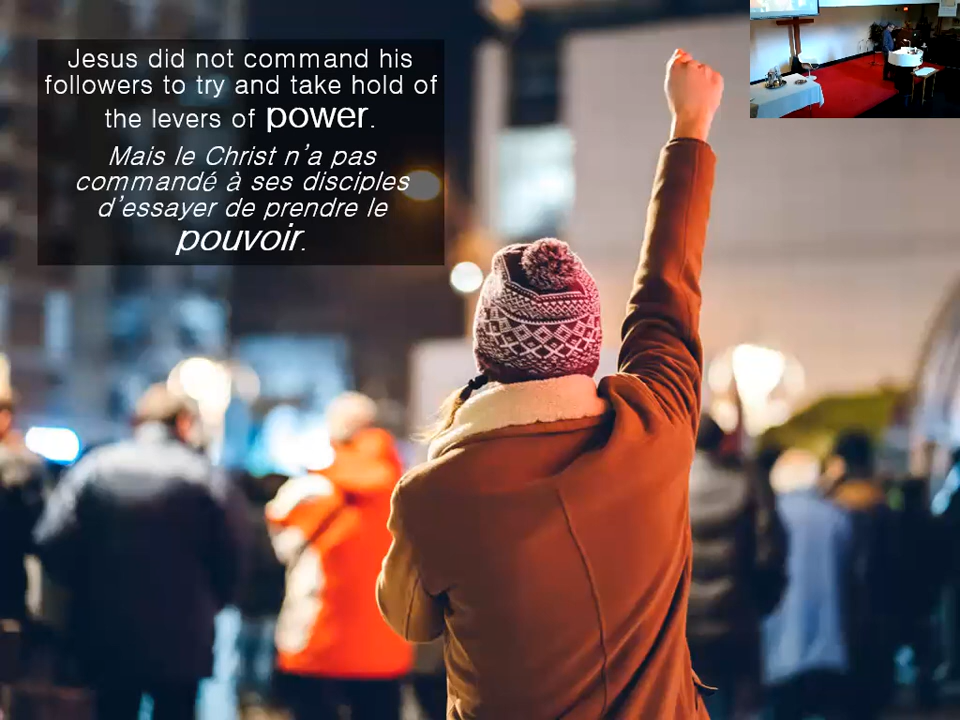 Jesus did not command his
followers to try and take hold of
the levers of power.
Mais le Christ n'a pas
commandé à ses disciples
d'essayer de prendre le
pouvoir.